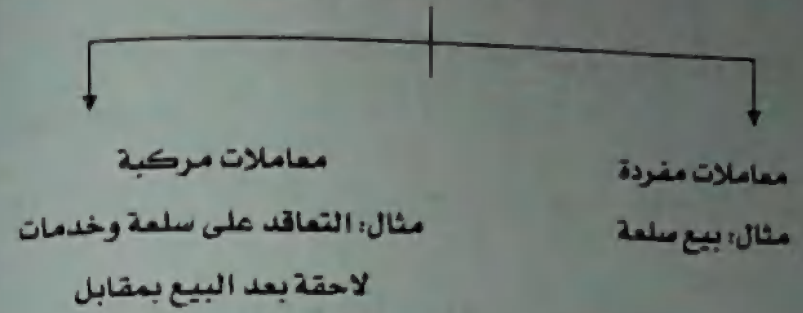 معاملات مفردة
مثال: بيع سلعة
معاملات مركبة
مثال: التعاقد على سلعة وخدمات
لاحقة بعد البيع بمقابل